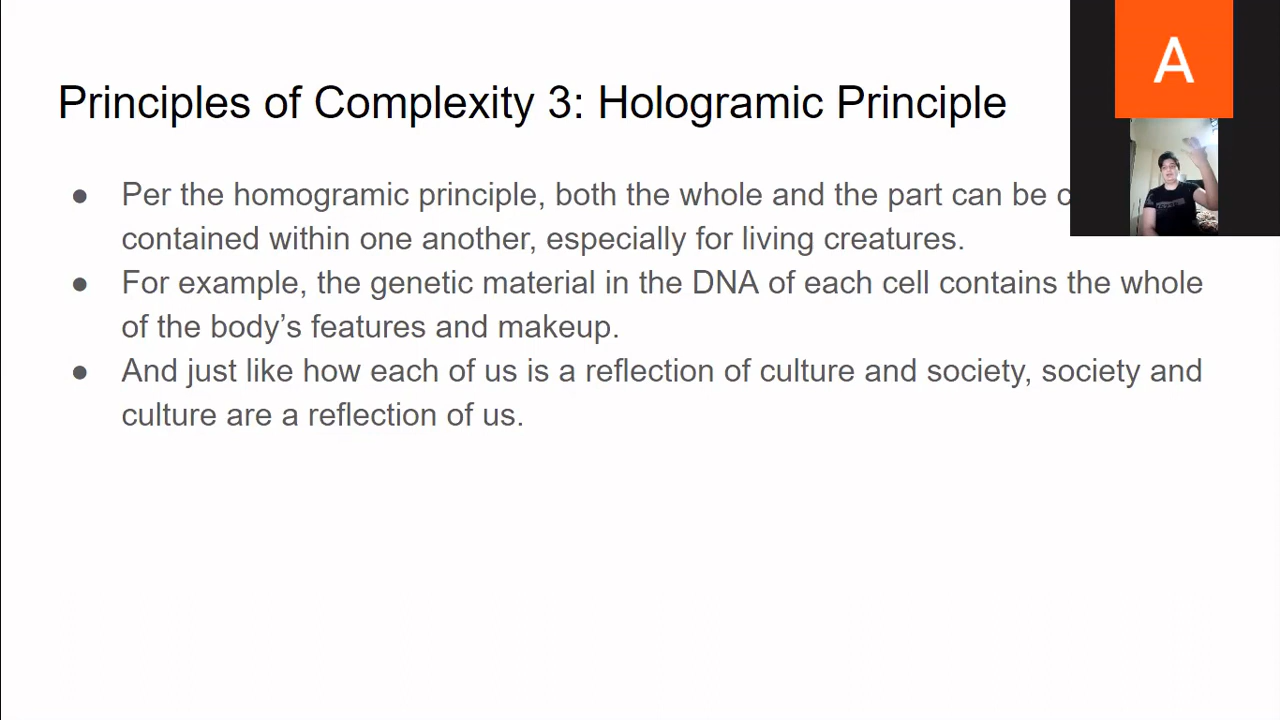 Principles of Complexity 3: Hologramic Principle
A
● Per the homogramic principle, both the whole and the part can be
contained within one another, especially for living creatures.
● For example, the genetic material in the DNA of each cell contains the whole
of the body’s features and makeup.
● And just like how each of us is a reflection of culture and society, society and
culture are a reflection of us.